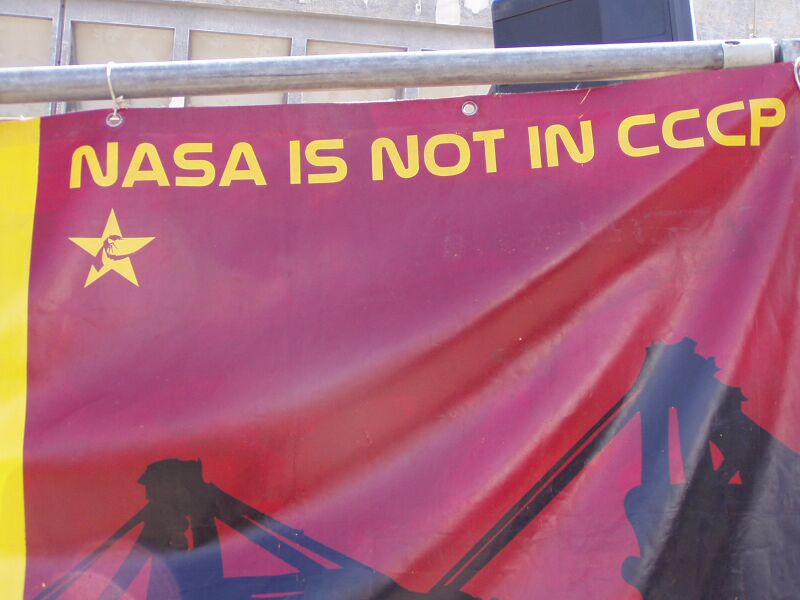 NASA IS NOT IN CCCP